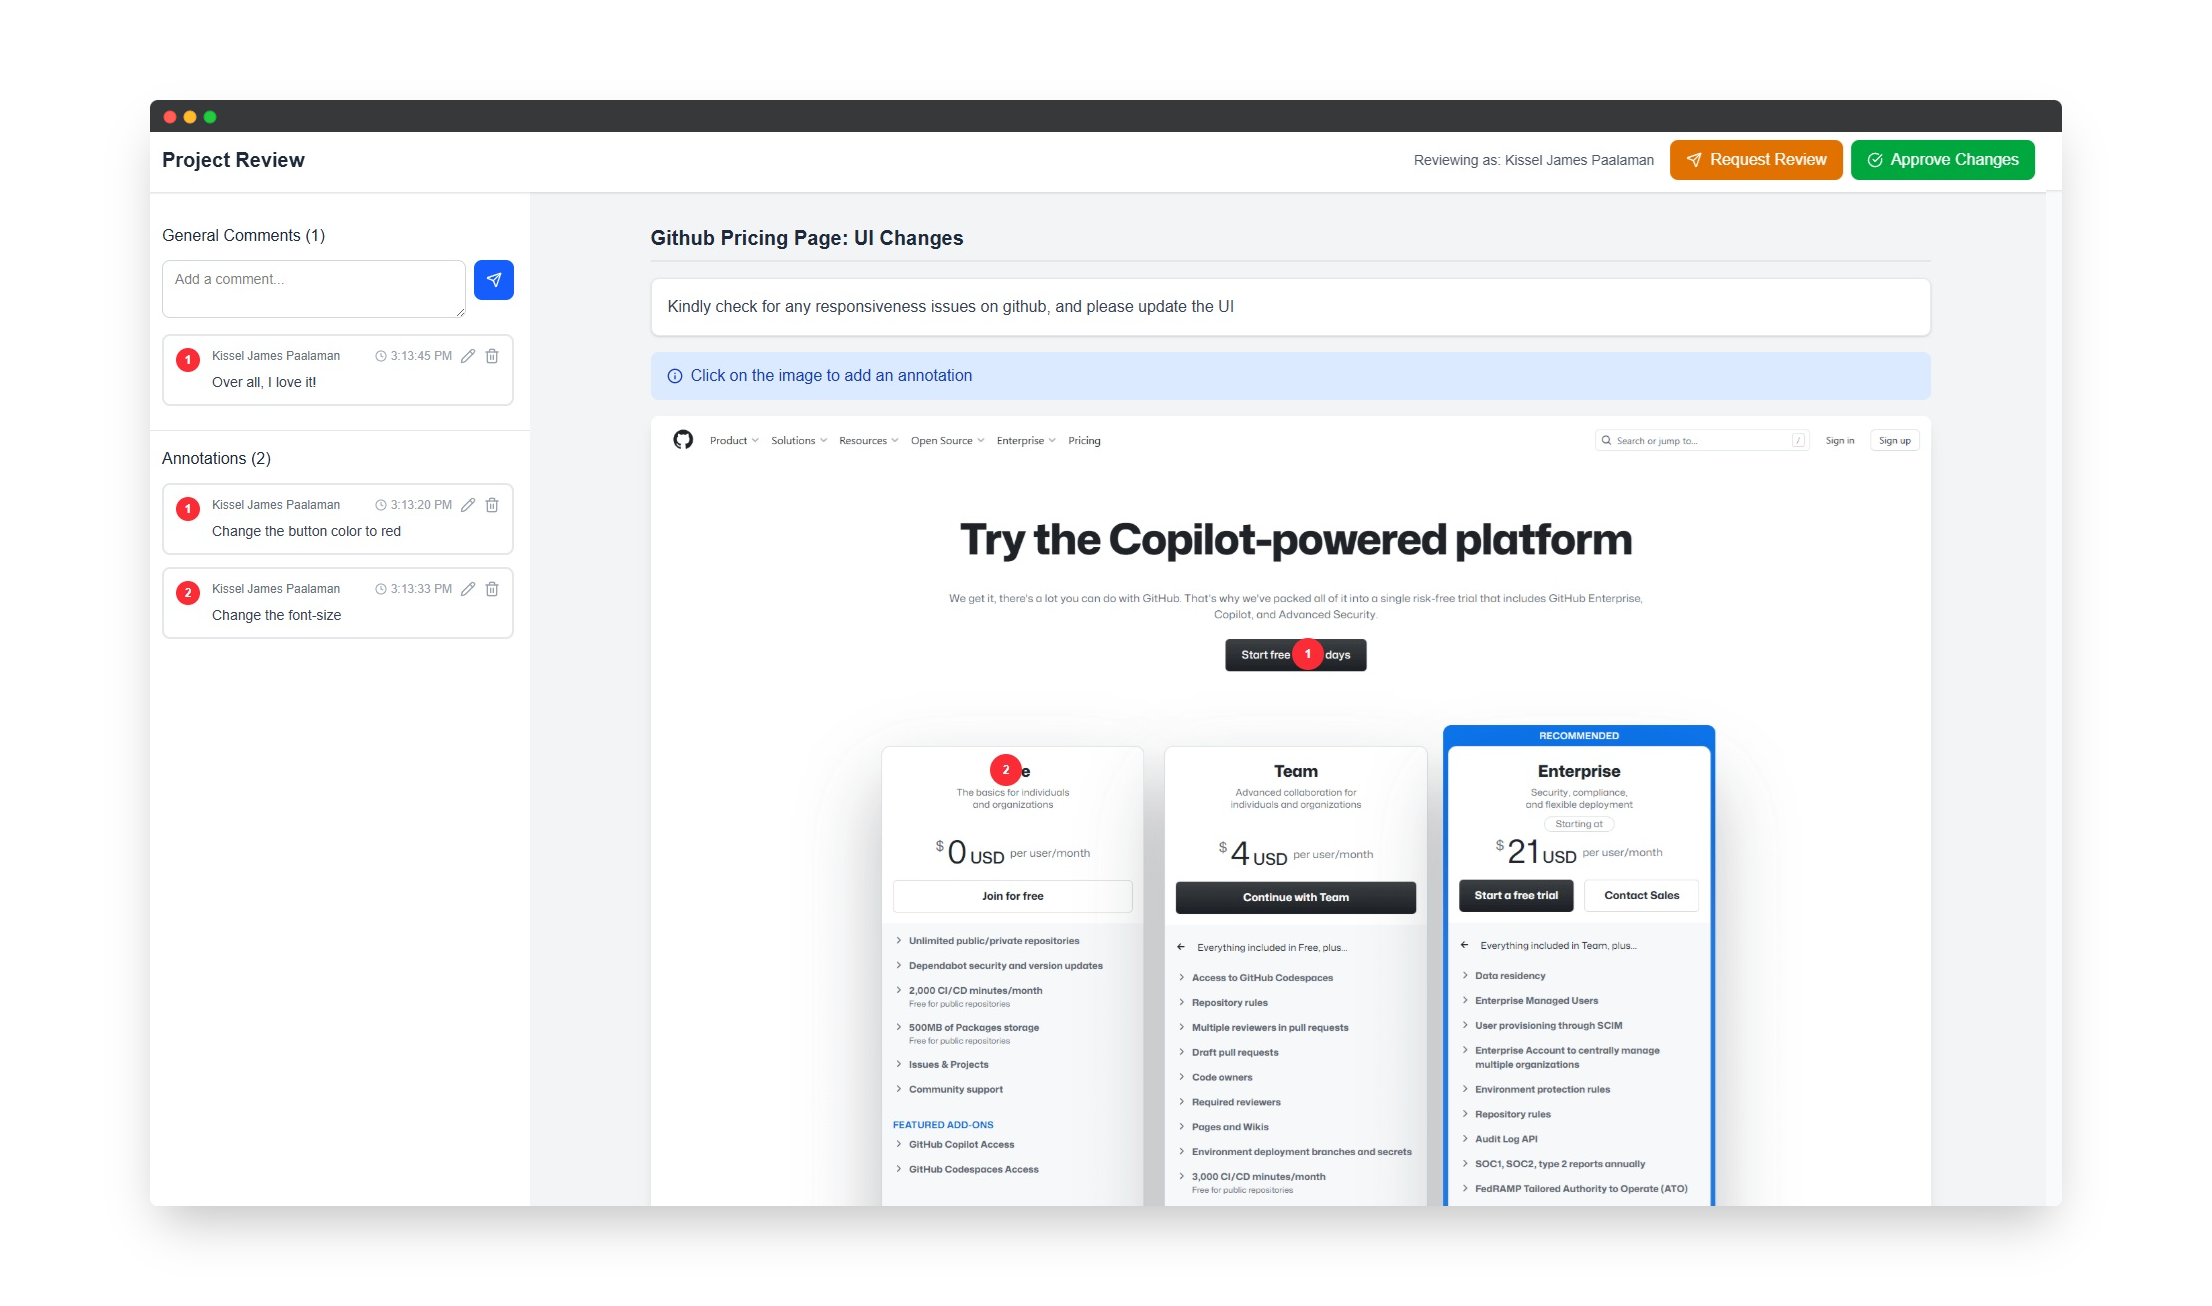 Project Review
Reviewing as: Kissel James Paalaman
Request Review
Approve Changes
General Comments (1)
Add a comment...
1
Kissel James Paalaman
3:13:45 PM
Over all, I love it!
Annotations (2)
1
Kissel James Paalaman
3:13:20 PM
Change the button color to red
2
Kissel James Paalaman
3:13:33 PM
Change the font-size
Github Pricing Page: UI Changes
Kindly check for any responsiveness issues on github, and please update the UI
Click on the image to add an annotation
Product
Solutions
Resources
Open Source
Enterprise
Pricing
Search or jump to...
/
Sign in
Sign up
Try the Copilot-powered platform
We get it, there's a lot you can do with GitHub. That's why we've packed all of it into a single risk-free trial that includes GitHub Enterprise,
Copilot, and Advanced Security.
Start free 1 days
2 e
The basics for individuals
and organizations
$ 0 USD per user/month
Join for free
Unlimited public/private repositories
Dependabot security and version updates
2,000 CI/CD minutes/month
Free for public repositories
500MB of Packages storage
Free for public repositories
Issues & Projects
Community support
FEATURED ADD-ONS
GitHub Copilot Access
GitHub Codespaces Access
Team
Advanced collaboration for
individuals and organizations
$ 4 USD per user/month
Continue with Team
Everything included in Free, plus...
Access to GitHub Codespaces
Repository rules
Multiple reviewers in pull requests
Draft pull requests
Code owners
Required reviewers
Pages and Wikis
Environment deployment branches and secrets
3,000 CI/CD minutes/month
Free for public repositories
RECOMMENDED
Enterprise
Security, compliance,
and flexible deployment
Starting at
$ 21 USD per user/month
Start a free trial
Contact Sales
Everything included in Team, plus...
Data residency
Enterprise Managed Users
User provisioning through SCIM
Enterprise Account to centrally manage
multiple organizations
Environment protection rules
Repository rules
Audit Log API
SOC1, SOC2, type 2 reports annually
FedRAMP Tailored Authority to Operate (ATO)